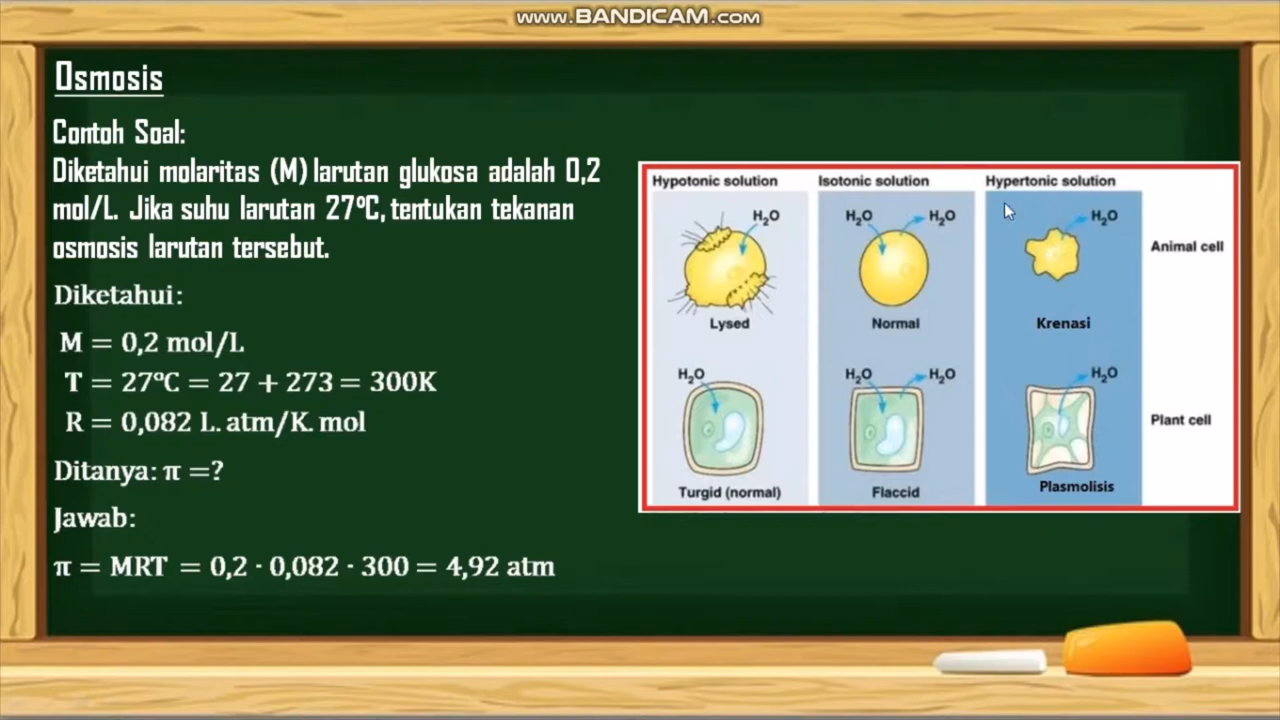 www.BANDICAM.com
Osmosis
Contoh Soal:
Diketahui molaritas (M) larutan glukosa adalah 0,2
mol/L. Jika suhu larutan 27°C, tentukan tekanan
osmosis larutan tersebut.
Diketahui:
M = 0,2 mol/L
T = 27°C = 27 + 273 = 300K
R = 0,082 L. atm/K. mol
Ditanya: π =?
Jawab:
π = MRT = 0,2 · 0,082 · 300 = 4,92 atm
Hypotonic solution Isotonic solution Hypertonic solution
H₂O H₂O H₂O H₂O
Animal cell
Lysed Normal Krenasi
H₂O H₂O H₂O H₂O
Plant cell
Turgid (normal) Flaccid Plasmolisis